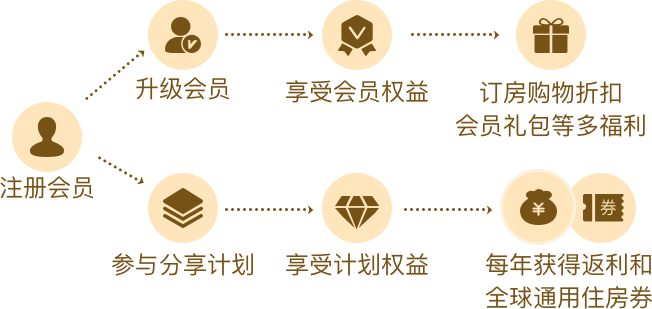 升级会员
享受会员权益
订房购物折扣
会员礼包等多福利
注册会员
参与分享计划
享受计划权益
¥
券
每年获得返利和
全球通用住房券